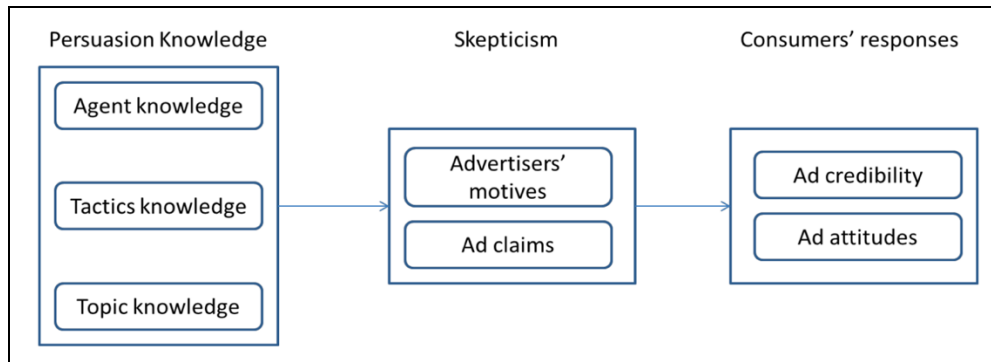 Persuasion Knowledge
Agent knowledge
Tactics knowledge
Topic knowledge
Skepticism
Advertisers’
motives
Ad claims
Consumers’ responses
Ad credibility
Ad attitudes